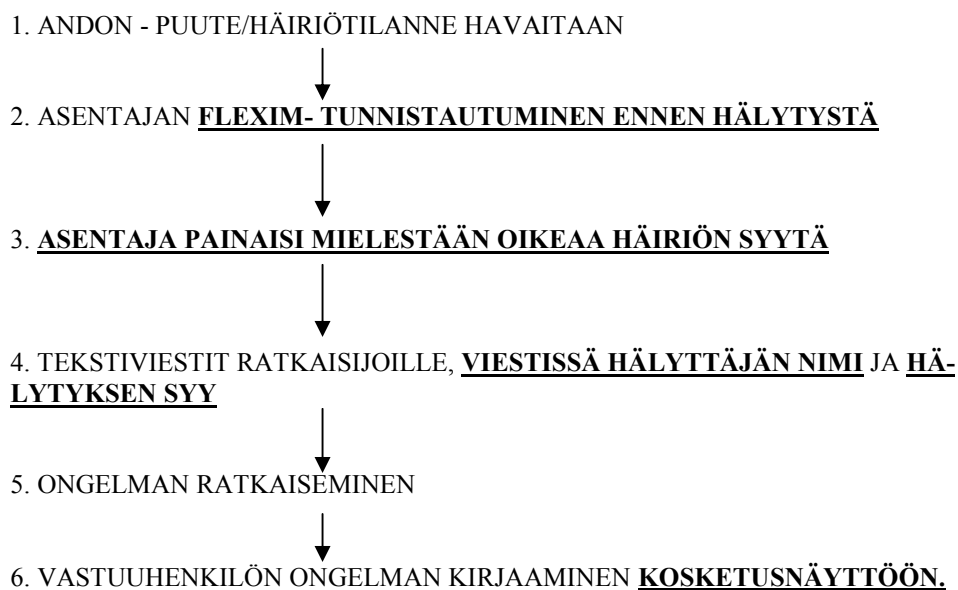 1. ANDON - PUUTE/HÄIRIÖTILANNE HAVAITAAN
2. ASENTAJAN FLEXIM- TUNNISTAUTUMINEN ENNEN HÄLYTYSTÄ
3. ASENTAJA PAINAISI MIELESTÄÄN OIKEAA HÄIRIÖN SYYTÄ
4. TEKSTIVIESTIT RATKAISIJOILLE, VIESTISSÄ HÄLYTTÄJÄN NIMI JA HÄ-
LYTYKSEN SYY
5. ONGELMAN RATKAISEMINEN
6. VASTUUHENKILÖN ONGELMAN KIRJAAMINEN KOSKETUSNÄYTTÖÖN.